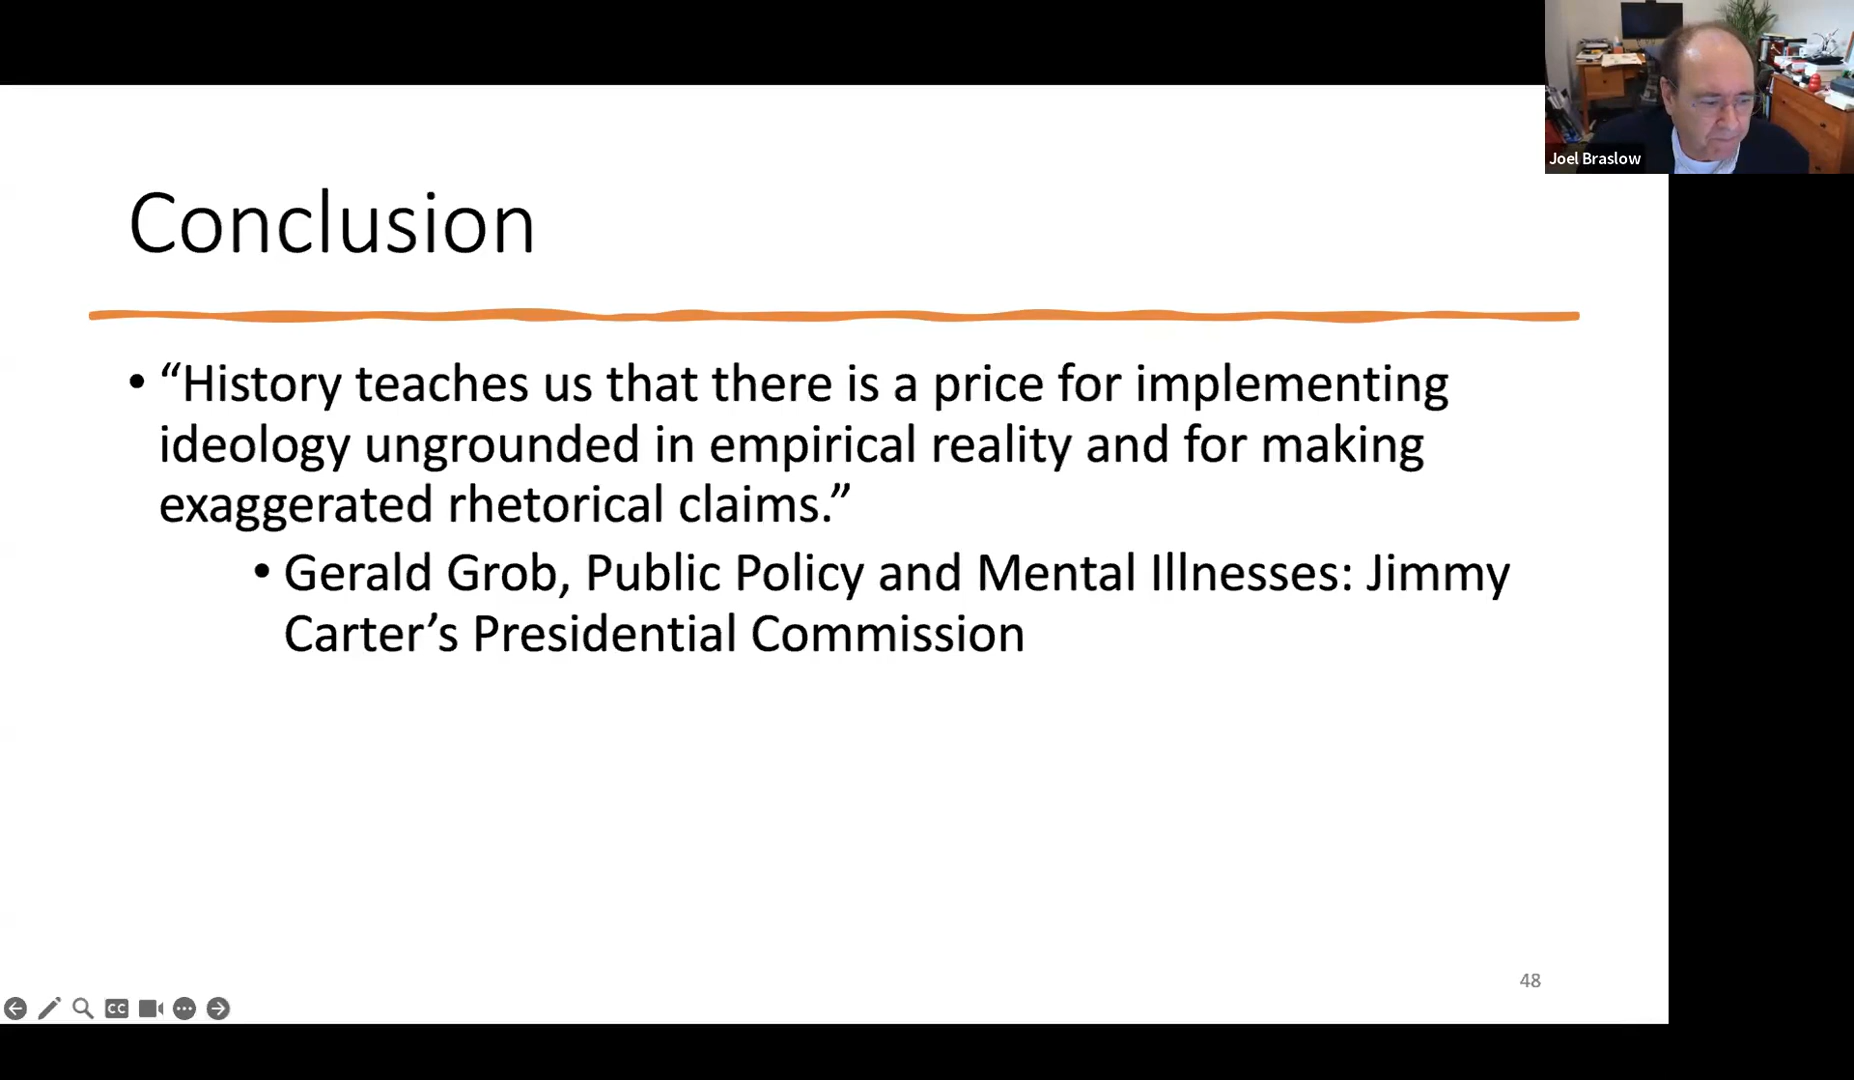 Joel Braslow
Conclusion
• “History teaches us that there is a price for implementing
ideology ungrounded in empirical reality and for making
exaggerated rhetorical claims.”
• Gerald Grob, Public Policy and Mental Illnesses: Jimmy
Carter’s Presidential Commission
48
CC